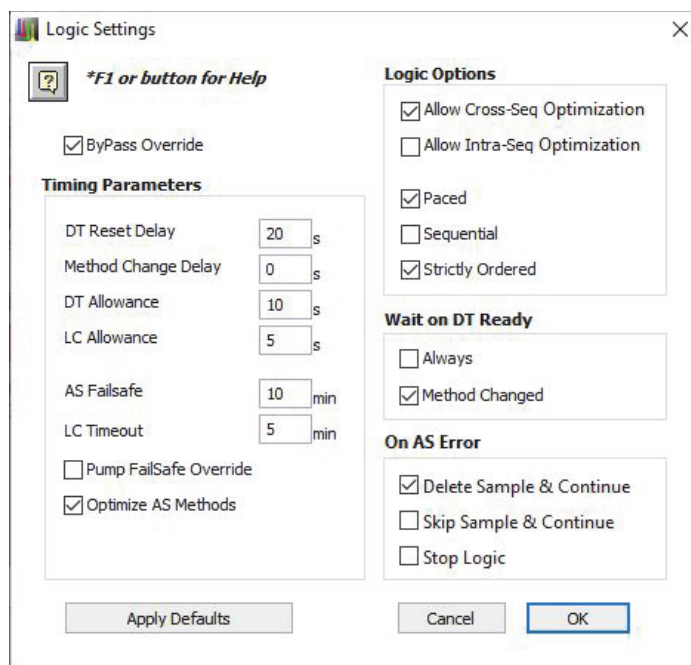 Logic Settings
*F1 or button for Help
ByPass Override
Timing Parameters
DT Reset Delay 20 s
Method Change Delay 0 s
DT Allowance 10 s
LC Allowance 5 s
AS Failsafe 10 min
LC Timeout 5 min
Pump FailSafe Override
Optimize AS Methods
Logic Options
Allow Cross-Seq Optimization
Allow Intra-Seq Optimization
Paced
Sequential
Strictly Ordered
Wait on DT Ready
Always
Method Changed
On AS Error
Delete Sample & Continue
Skip Sample & Continue
Stop Logic
Apply Defaults
Cancel
OK